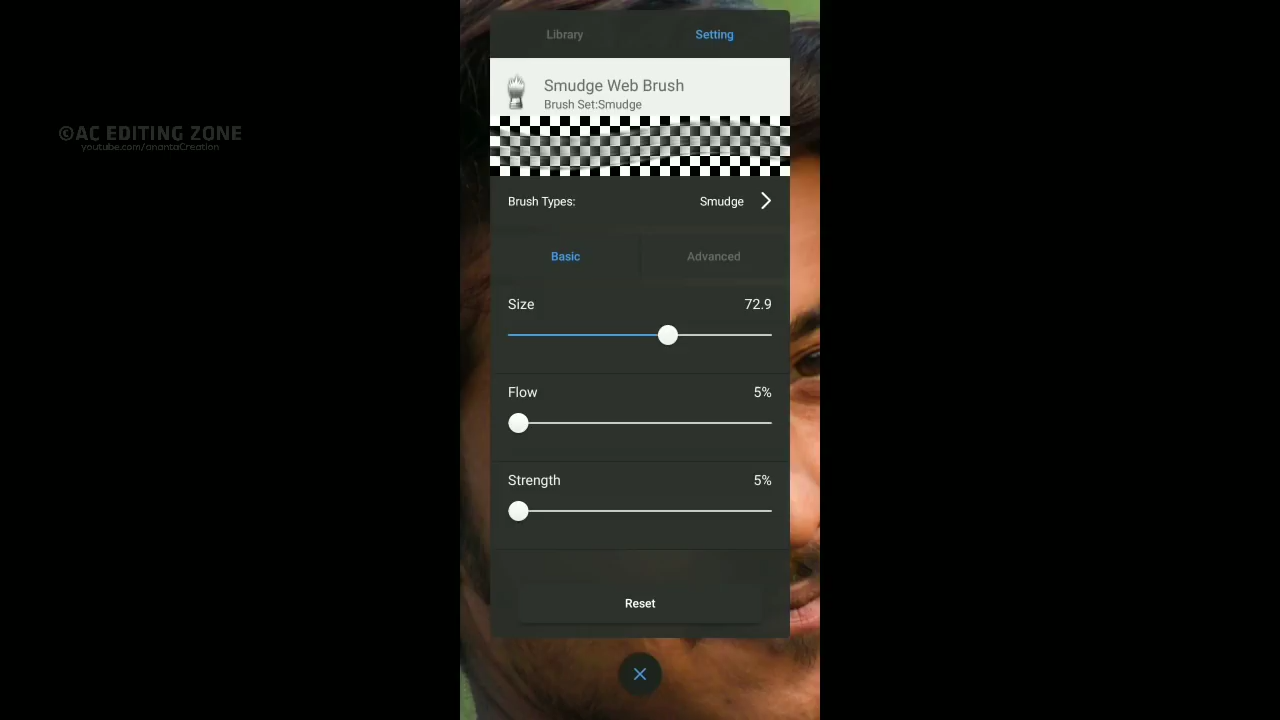 Library
Setting
Smudge Web Brush
Brush Set:Smudge
©AC EDITING ZONE
youtube.com/anantaCreation
Brush Types:
Smudge
Basic
Advanced
Size
72.9
Flow
5%
Strength
5%
Reset